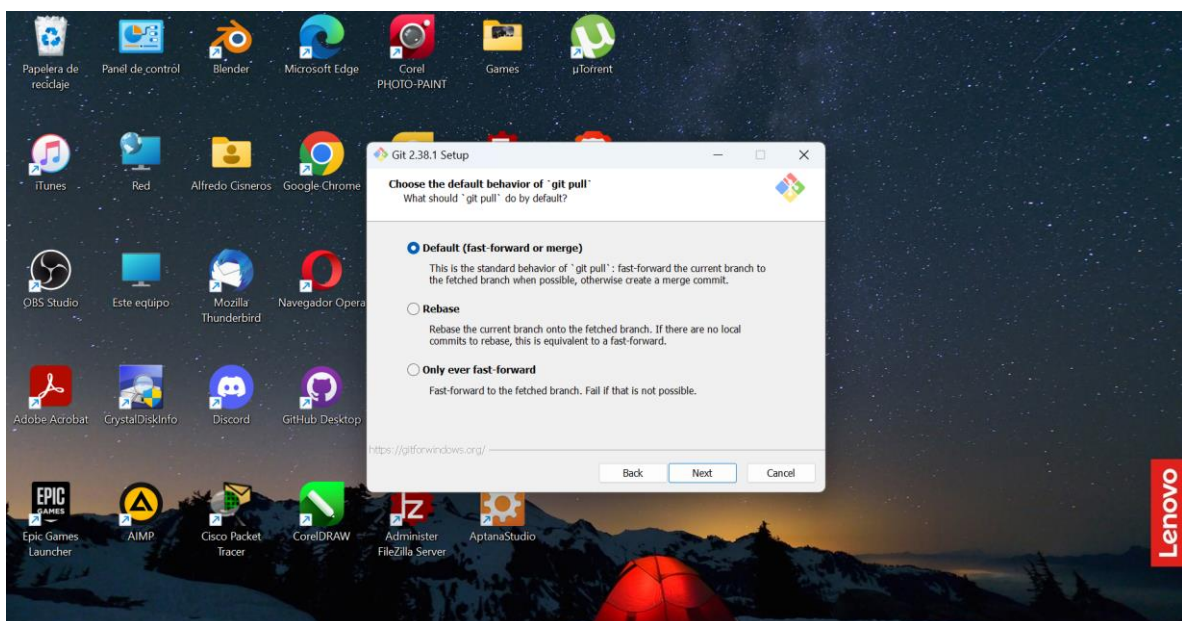 Papelera de
reciclaje
Panel de control
Blender
Microsoft Edge
Corel
PHOTO-PAINT
Games
µTorrent
iTunes
Red
Alfredo Cisneros
Google Chrome
OBS Studio
Este equipo
Mozilla
Thunderbird
Navegador Opera
Adobe Acrobat
CrystalDiskInfo
Discord
GitHub Desktop
EPIC
GAMES
Epic Games
Launcher
AIMP
Cisco Packet
Tracer
CorelDRAW
Fz
Administer
FileZilla Server
AptanaStudio
Git 2.38.1 Setup
Choose the default behavior of `git pull`
What should `git pull` do by default?
Default (fast-forward or merge)
This is the standard behavior of `git pull`: fast-forward the current branch to
the fetched branch when possible, otherwise create a merge commit.
Rebase
Rebase the current branch onto the fetched branch. If there are no local
commits to rebase, this is equivalent to a fast-forward.
Only ever fast-forward
Fast-forward to the fetched branch. Fail if that is not possible.
https://gitforwindows.org/
Back
Next
Cancel
Lenovo